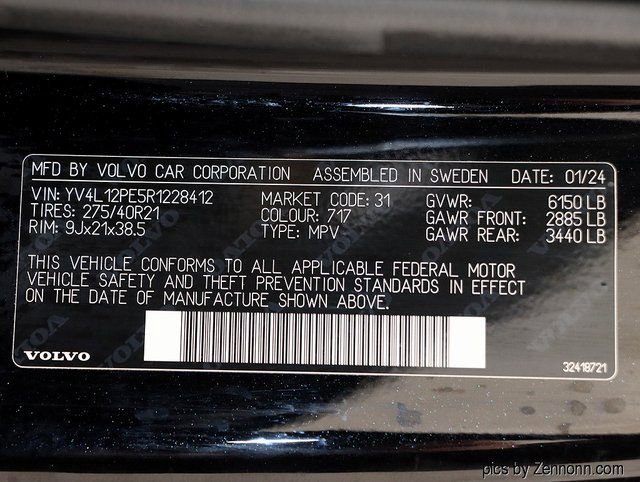 MFD BY VOLVO CAR CORPORATION ASSEMBLED IN SWEDEN DATE: 01/24
VIN: YV4L12PE5R1228412 MARKET CODE: 31 GVWR: 6150 LB
TIRES: 275/40R21 COLOUR: 717 GAWR FRONT: 2885 LB
RIM: 9Jx21x38.5 TYPE: MPV GAWR REAR: 3440 LB
THIS VEHICLE CONFORMS TO ALL APPLICABLE FEDERAL MOTOR
VEHICLE SAFETY AND THEFT PREVENTION STANDARDS IN EFFECT
ON THE DATE OF MANUFACTURE SHOWN ABOVE.
VOLVO 32418721
pics by Zennonn.com